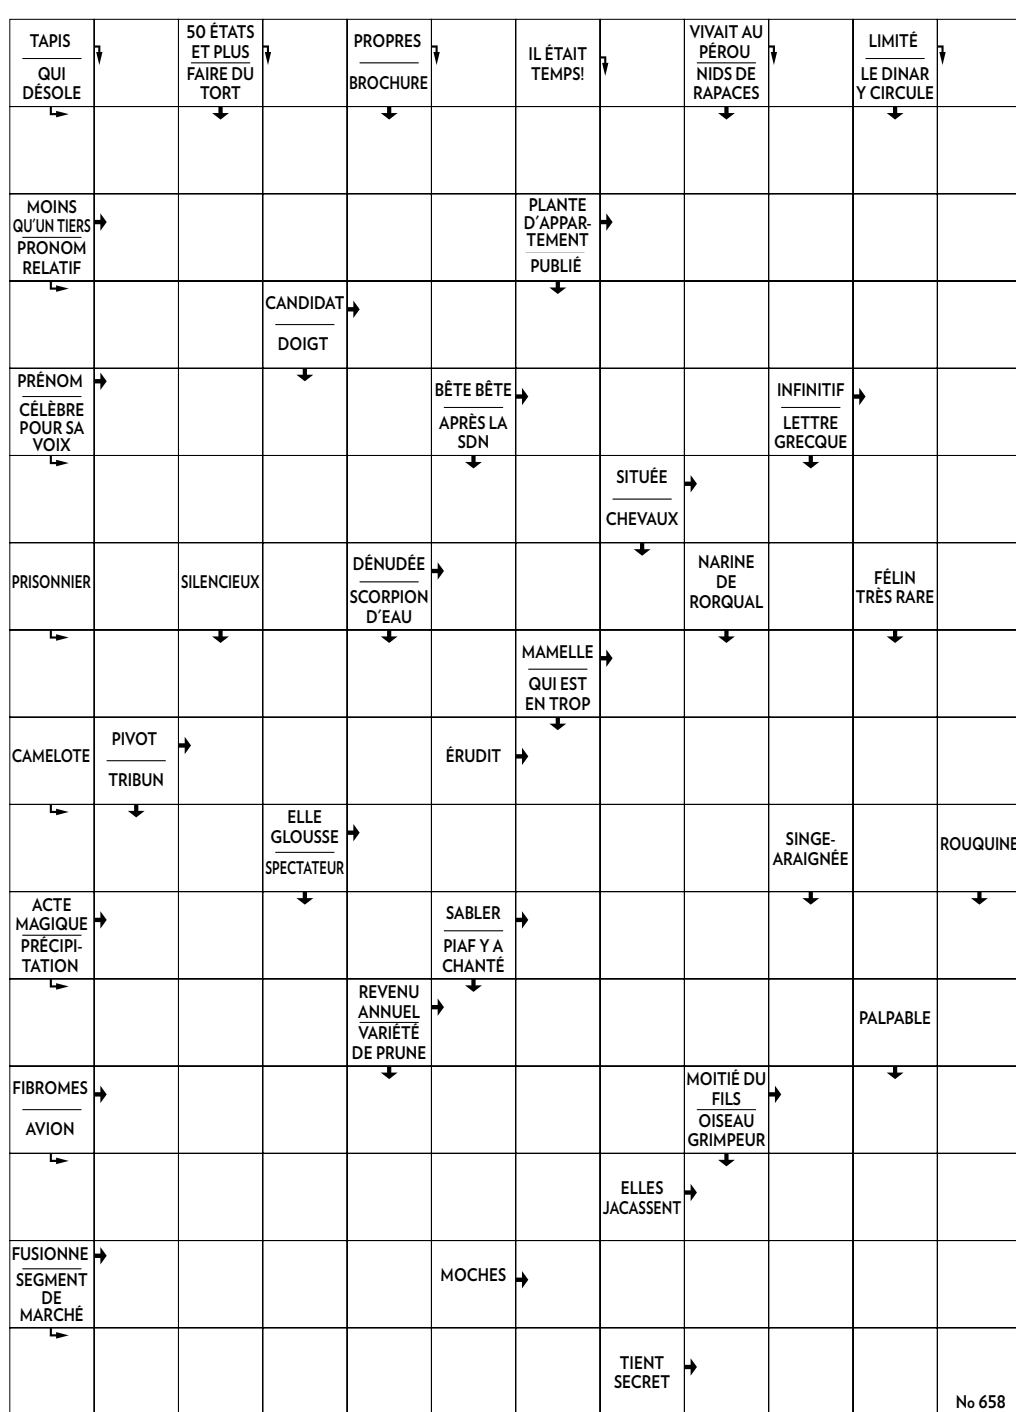 TAPIS
QUI
DÉSOLE
50 ÉTATS
ET PLUS
FAIRE DU
TORT
PROPRES
BROCHURE
IL ÉTAIT
TEMPS!
VIVAIT AU
PÉROU
NIDS DE
RAPACES
LIMITÉ
LE DINAR
Y CIRCULE
MOINS
QU'UN TIERS
PRONOM
RELATIF
PLANTE
D'APPAR-
TEMENT
PUBLIÉ
CANDIDAT
DOIGT
PRÉNOM
CÉLÈBRE
POUR SA
VOIX
BÊTE BÊTE
APRÈS LA
SDN
INFINITIF
LETTRE
GRECQUE
SITUÉE
CHEVAUX
PRISONNIER
SILENCIEUX
DÉNUDÉE
SCORPION
D'EAU
NARINE
DE
RORQUAL
FÉLIN
TRÈS RARE
MAMELLE
QUI EST
EN TROP
CAMELOTE
PIVOT
TRIBUN
ÉRUDIT
ELLE
GLOUSSE
SPECTATEUR
SINGE-
ARAIGNÉE
ROUQUINE
ACTE
MAGIQUE
PRÉCIPI-
TATION
SABLER
PIAF Y A
CHANTÉ
REVENU
ANNUEL
VARIÉTÉ
DE PRUNE
PALPABLE
FIBROMES
AVION
MOITIÉ DU
FILS
OISEAU
GRIMPEUR
ELLES
JACASSENT
FUSIONNE
SEGMENT
DE
MARCHÉ
MOCHES
TIENT
SECRET
No 658